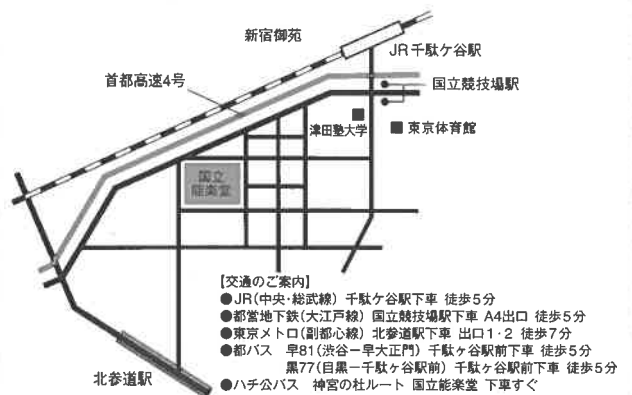 新宿御苑
JR千駄ケ谷駅
首都高速4号
国立競技場駅
津田塾大学
東京体育館
国立
能楽堂
【交通のご案内】
●JR(中央・総武線) 千駄ケ谷駅下車 徒歩5分
●都営地下鉄(大江戸線) 国立競技場駅下車 A4出口 徒歩5分
●東京メトロ(副都心線) 北参道駅下車 出口1・2 徒歩7分
●都バス 早81(渋谷ー早大正門) 千駄ヶ谷駅前下車 徒歩5分
黒77(目黒ー千駄ヶ谷駅前) 千駄ヶ谷駅前下車 徒歩5分
●ハチ公バス 神宮の杜ルート 国立能楽堂 下車すぐ
北参道駅